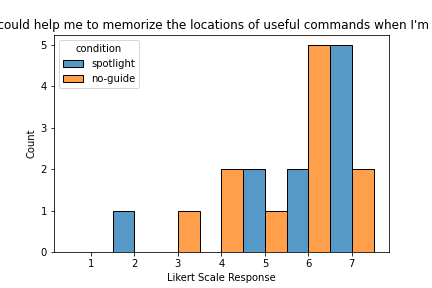 could help me to memorize the locations of useful commands when I'm
condition
spotlight
no-guide
5
4
3
2
1
0
Count
1 2 3 4 5 6 7
Likert Scale Response